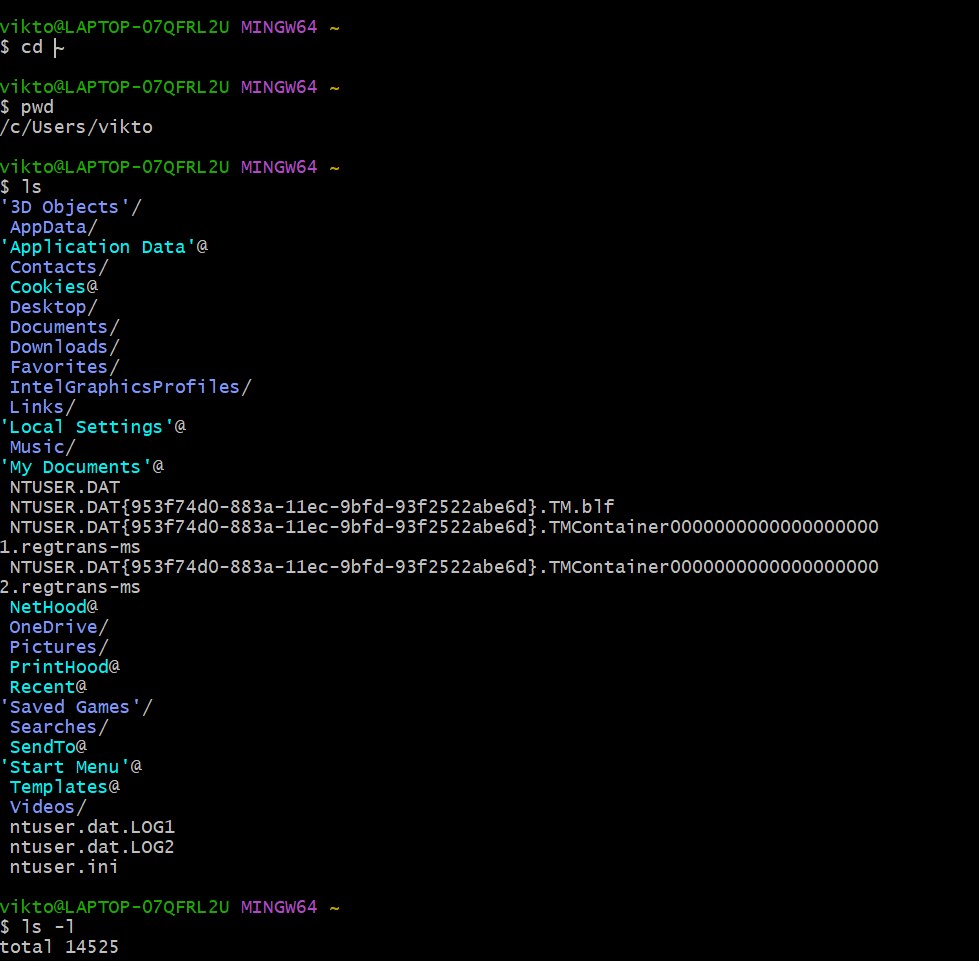 vikto@LAPTOP-07QFRL2U MINGW64 ~
$ cd ~
vikto@LAPTOP-07QFRL2U MINGW64 ~
$ pwd
/c/Users/vikto
vikto@LAPTOP-07QFRL2U MINGW64 ~
$ ls
'3D Objects'/
AppData/
'Application Data'@
Contacts/
Cookies@
Desktop/
Documents/
Downloads/
Favorites/
IntelGraphicsProfiles/
Links/
'Local Settings'@
Music/
'My Documents'@
NTUSER.DAT
NTUSER.DAT{953f74d0-883a-11ec-9bfd-93f2522abe6d}.TM.blf
NTUSER.DAT{953f74d0-883a-11ec-9bfd-93f2522abe6d}.TMContainer0000000000000000000
1.regtrans-ms
NTUSER.DAT{953f74d0-883a-11ec-9bfd-93f2522abe6d}.TMContainer0000000000000000000
2.regtrans-ms
NetHood@
OneDrive/
Pictures/
PrintHood@
Recent@
'Saved Games'/
Searches/
SendTo@
'Start Menu'@
Templates@
Videos/
ntuser.dat.LOG1
ntuser.dat.LOG2
ntuser.ini
vikto@LAPTOP-07QFRL2U MINGW64 ~
$ ls -l
total 14525